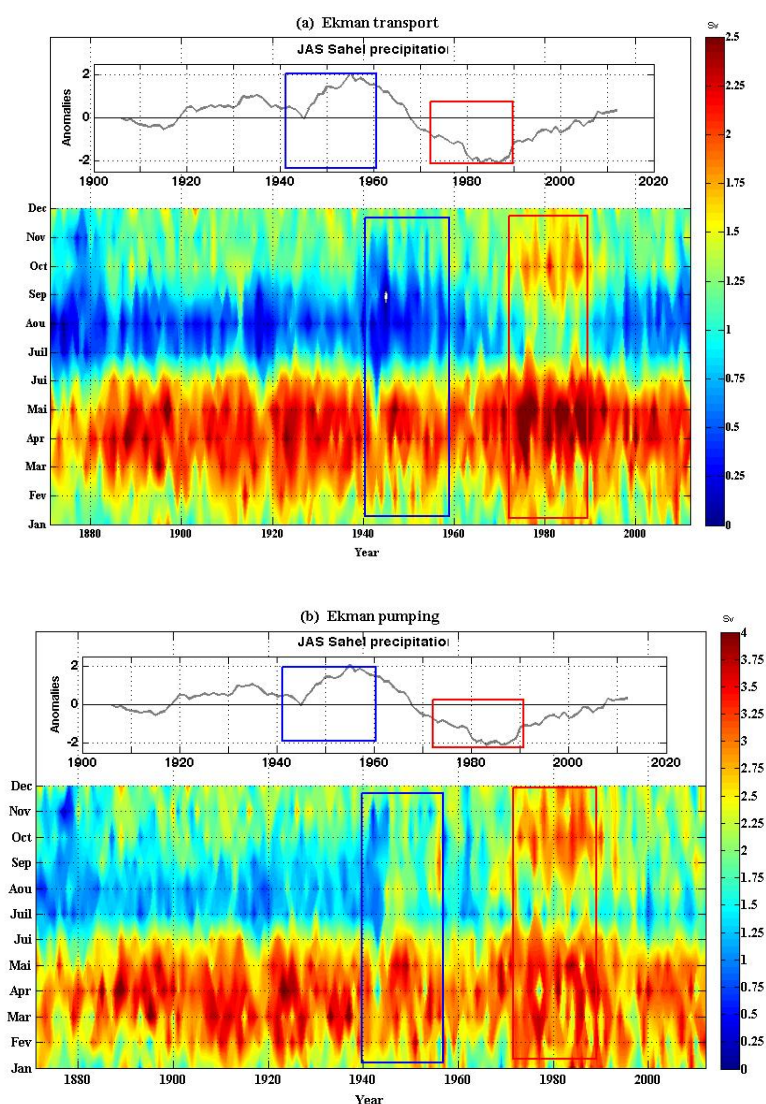 (a) Ekman transport
Sv
JAS Sahel precipitatio
Anomalies
2
0
-2
1900 1920 1940 1960 1980 2000 2020
Dec
Nov
Oct
Sep
Aou
Juil
Jui
Mai
Apr
Mar
Fev
Jan
1880 1900 1920 1940 1960 1980 2000
Year
2.5
2.25
2
1.75
1.5
1.25
1
0.75
0.5
0.25
0
(b) Ekman pumping
Sv
JAS Sahel precipitatio
Anomalies
2
0
-2
1900 1920 1940 1960 1980 2000 2020
Dec
Nov
Oct
Sep
Aou
Juil
Jui
Mai
Apr
Mar
Fev
Jan
1880 1900 1920 1940 1960 1980 2000
Year
4
3.75
3.5
3.25
3
2.75
2.5
2.25
2
1.75
1.5
1.25
1
0.75
0.5
0.25
0